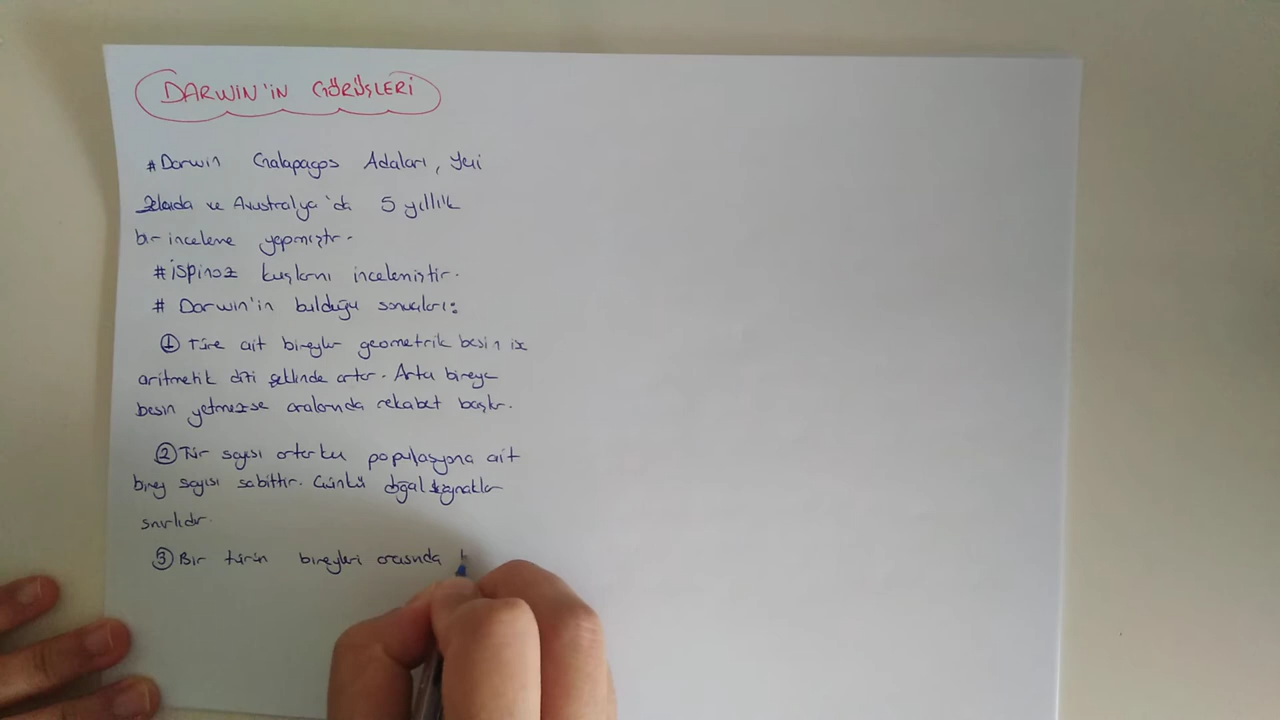 DARWIN'İN GÖRÜŞLERİ
# Darwin Galapagos Adaları, Yeni
Zelanda ve Avustralya'da 5 yıllık
bir inceleme yapmıştır.
# İspinoz kuşlarını incelemiştir.
# Darwin'in bulduğu sonuçları:
① Türe ait bireyler geometrik besin ise
aritmetik dizi şeklinde artar. Artan bireye
besin yetmezse aralarında rekabet başlar.
② Tür sayısı artarken populasyona ait
birey sayısı sabittir. Çünkü doğal kaynaklar
sınırlıdır.
③ Bir türün bireyleri arasında